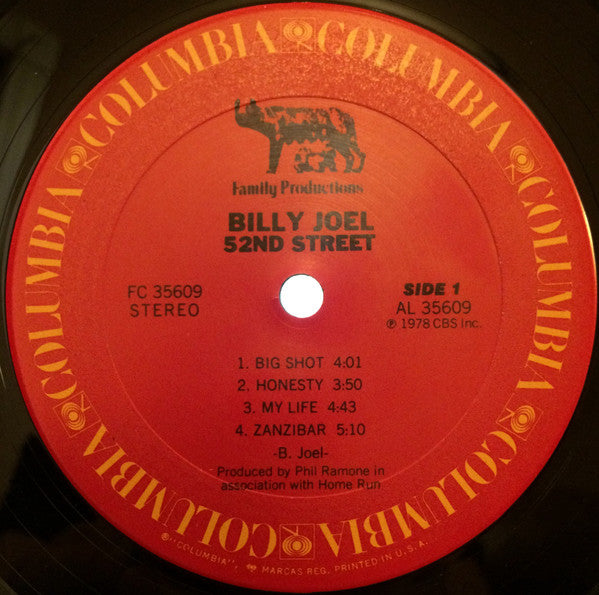 COLUMBIA COLUMBIA COLUMBIA COLUMBIA COLUMBIA COLUMBIA
Family Productions
BILLY JOEL
52ND STREET
FC 35609
STEREO
SIDE 1
AL 35609
℗ 1978 CBS Inc.
1. BIG SHOT 4:01
2. HONESTY 3:50
3. MY LIFE 4:43
4. ZANZIBAR 5:10
-B. Joel-
Produced by Phil Ramone in
association with Home Run
®"COLUMBIA", MARCAS REG. PRINTED IN U.S.A.